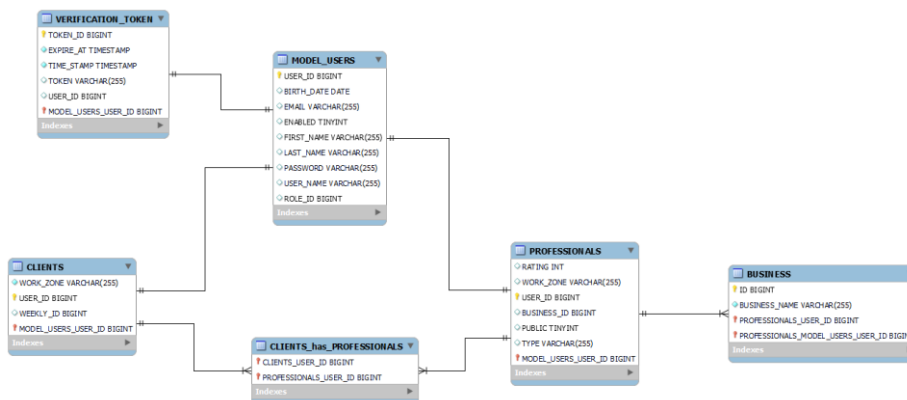 VERIFICATION_TOKEN
TOKEN_ID BIGINT
EXPIRE_AT TIMESTAMP
TIME_STAMP TIMESTAMP
TOKEN VARCHAR(255)
USER_ID BIGINT
MODEL_USERS_USER_ID BIGINT
Indexes
MODEL_USERS
USER_ID BIGINT
BIRTH_DATE DATE
EMAIL VARCHAR(255)
ENABLED TINYINT
FIRST_NAME VARCHAR(255)
LAST_NAME VARCHAR(255)
PASSWORD VARCHAR(255)
USER_NAME VARCHAR(255)
ROLE_ID BIGINT
Indexes
CLIENTS
WORK_ZONE VARCHAR(255)
USER_ID BIGINT
WEEKLY_ID BIGINT
MODEL_USERS_USER_ID BIGINT
Indexes
CLIENTS_has_PROFESSIONALS
CLIENTS_USER_ID BIGINT
PROFESSIONALS_USER_ID BIGINT
Indexes
PROFESSIONALS
RATING INT
WORK_ZONE VARCHAR(255)
USER_ID BIGINT
BUSINESS_ID BIGINT
PUBLIC TINYINT
TYPE VARCHAR(255)
MODEL_USERS_USER_ID BIGINT
Indexes
BUSINESS
ID BIGINT
BUSINESS_NAME VARCHAR(255)
PROFESSIONALS_USER_ID BIGINT
PROFESSIONALS_MODEL_USERS_USER_ID BIGIN
Indexes